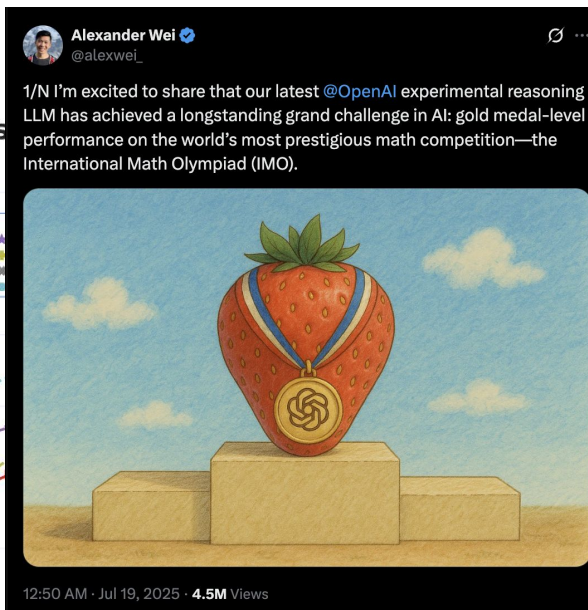 Alexander Wei
@alexwei_
1/N I’m excited to share that our latest @OpenAI experimental reasoning
LLM has achieved a longstanding grand challenge in AI: gold medal-level
performance on the world’s most prestigious math competition—the
International Math Olympiad (IMO).
12:50 AM · Jul 19, 2025 · 4.5M Views